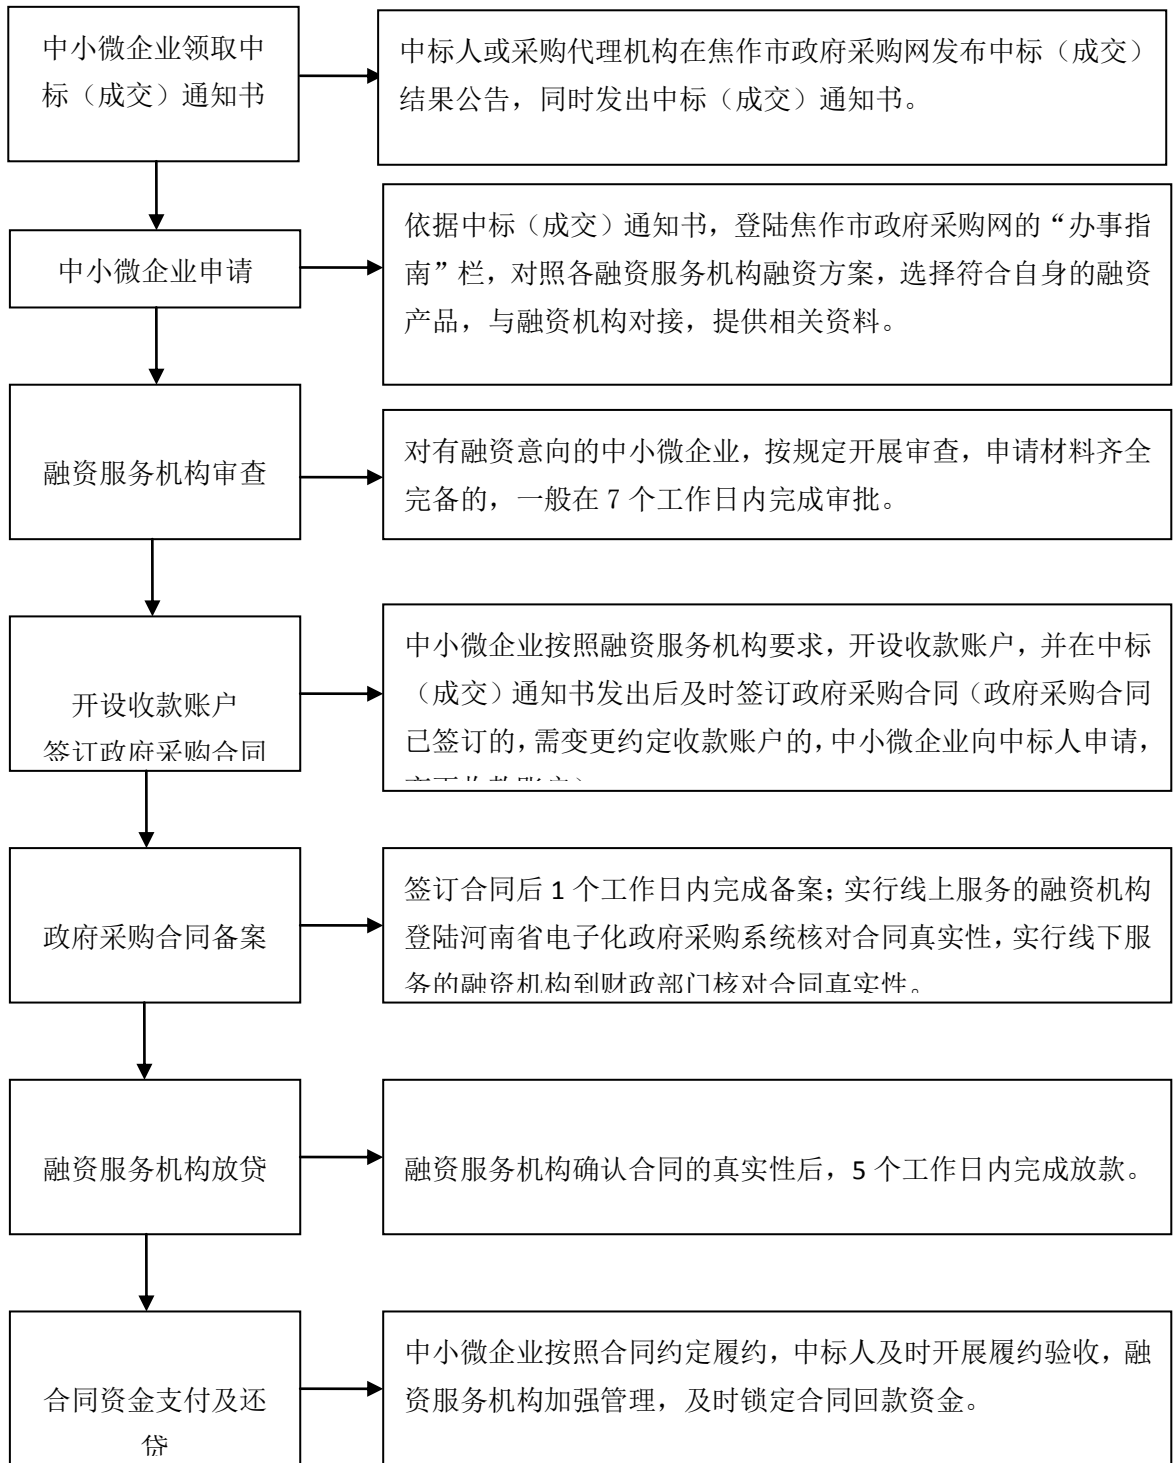 中小微企业领取中
标（成交）通知书
中标人或采购代理机构在焦作市政府采购网发布中标（成交）
结果公告，同时发出中标（成交）通知书。
中小微企业申请
依据中标（成交）通知书，登陆焦作市政府采购网的“办事指
南”栏，对照各融资服务机构融资方案，选择符合自身的融资
产品，与融资机构对接，提供相关资料。
融资服务机构审查
对有融资意向的中小微企业，按规定开展审查，申请材料齐全
完备的，一般在 7 个工作日内完成审批。
开设收款账户
签订政府采购合同
中小微企业按照融资服务机构要求，开设收款账户，并在中标
（成交）通知书发出后及时签订政府采购合同（政府采购合同
已签订的，需变更约定收款账户的，中小微企业向中标人申请，
政府采购合同备案
签订合同后 1 个工作日内完成备案；实行线上服务的融资机构
登陆河南省电子化政府采购系统核对合同真实性，实行线下服
务的融资机构到财政部门核对合同真实性。
融资服务机构放贷
融资服务机构确认合同的真实性后，5 个工作日内完成放款。
合同资金支付及还
贷
中小微企业按照合同约定履约，中标人及时开展履约验收，融
资服务机构加强管理，及时锁定合同回款资金。